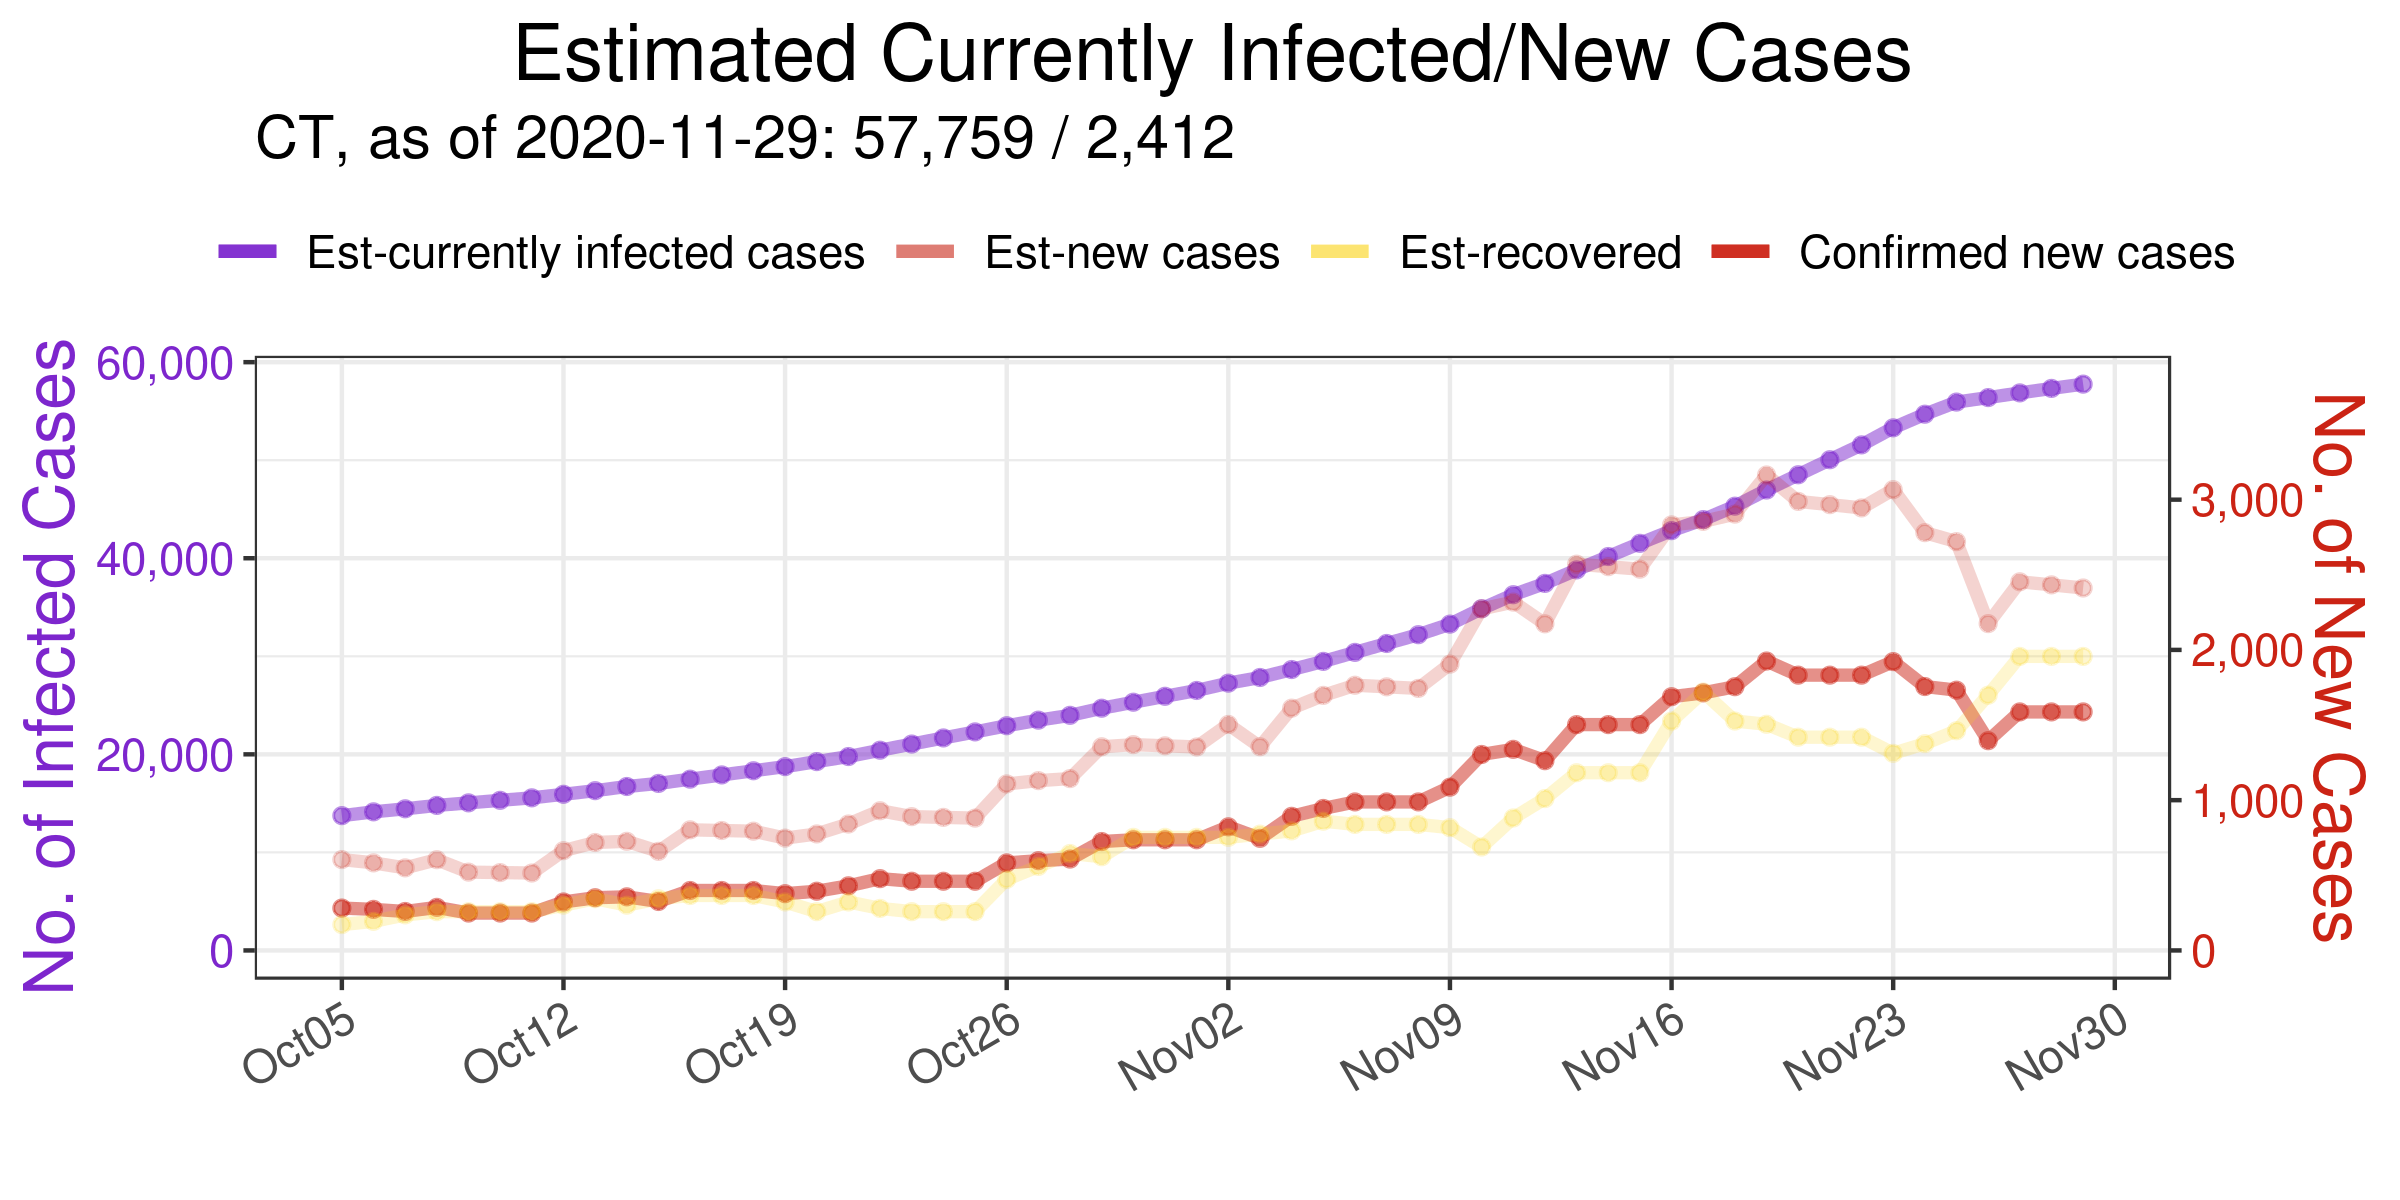 Estimated Currently Infected/New Cases
CT, as of 2020-11-29: 57,759 / 2,412
Est-currently infected cases Est-new cases Est-recovered Confirmed new cases
No. of Infected Cases
60,000
40,000
20,000
0
3,000
2,000
1,000
0
No. of New Cases
Oct05 Oct12 Oct19 Oct26 Nov02 Nov09 Nov16 Nov23 Nov30